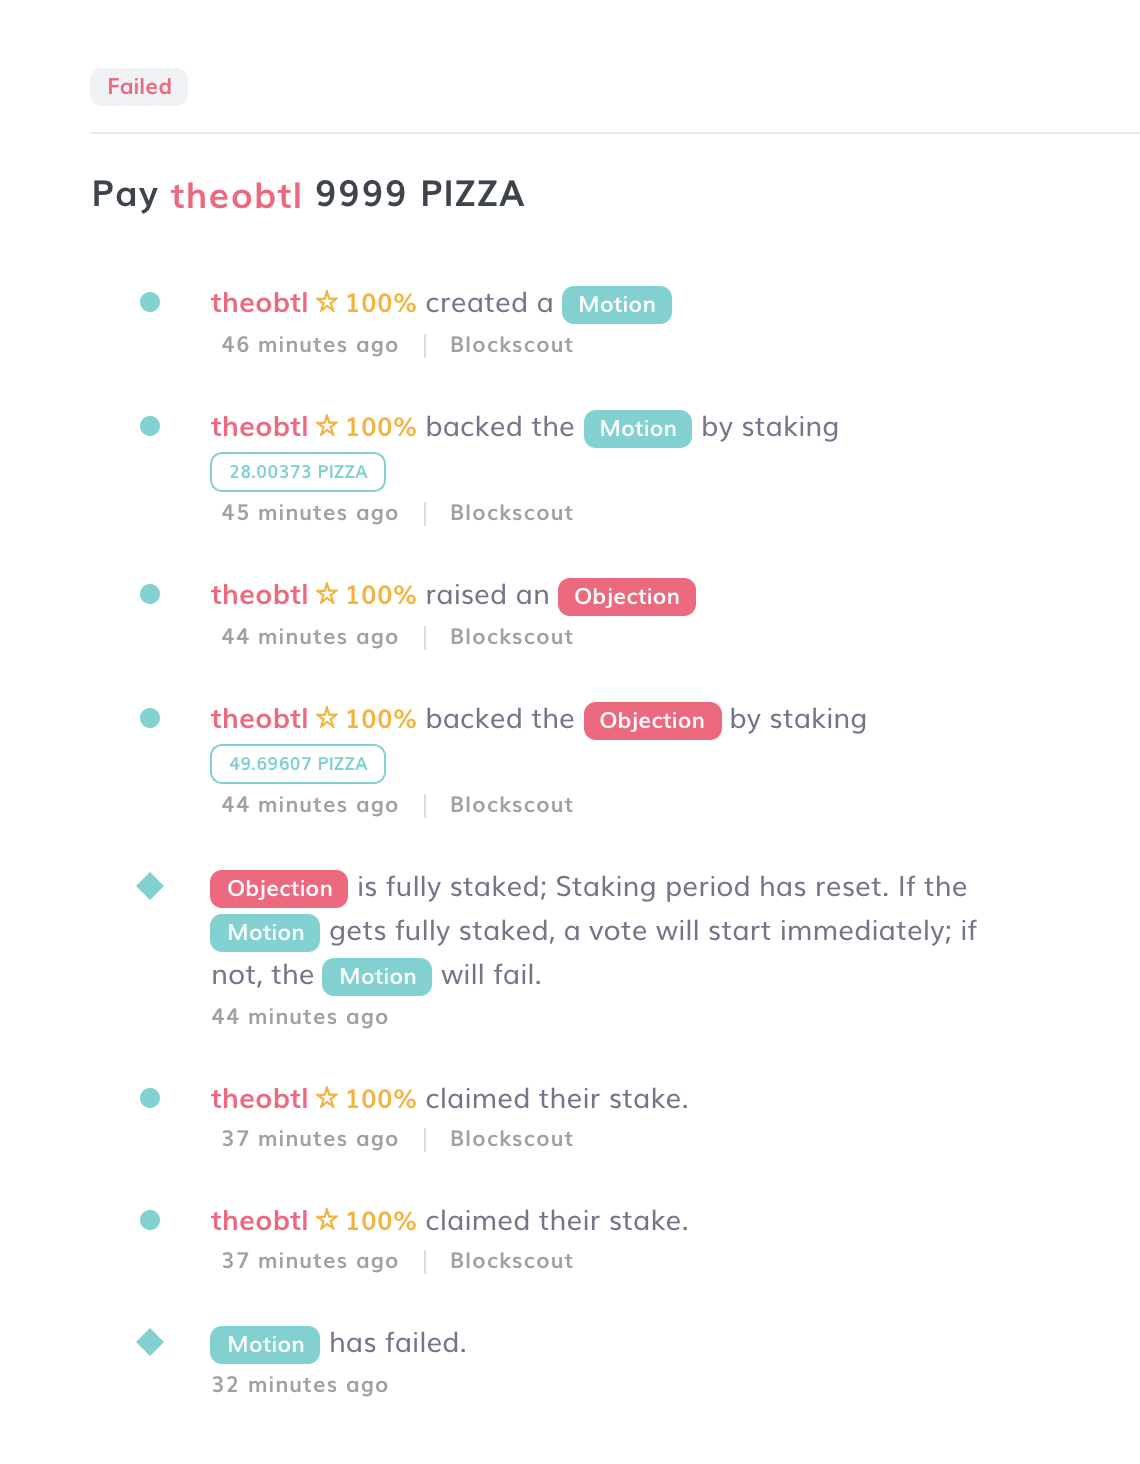 Failed
Pay theobtl 9999 PIZZA
theobtl ☆ 100% created a Motion
46 minutes ago | Blockscout
theobtl ☆ 100% backed the Motion by staking
28.00373 PIZZA
45 minutes ago | Blockscout
theobtl ☆ 100% raised an Objection
44 minutes ago | Blockscout
theobtl ☆ 100% backed the Objection by staking
49.69607 PIZZA
44 minutes ago | Blockscout
Objection is fully staked; Staking period has reset. If the
Motion gets fully staked, a vote will start immediately; if
not, the Motion will fail.
44 minutes ago
theobtl ☆ 100% claimed their stake.
37 minutes ago | Blockscout
theobtl ☆ 100% claimed their stake.
37 minutes ago | Blockscout
Motion has failed.
32 minutes ago